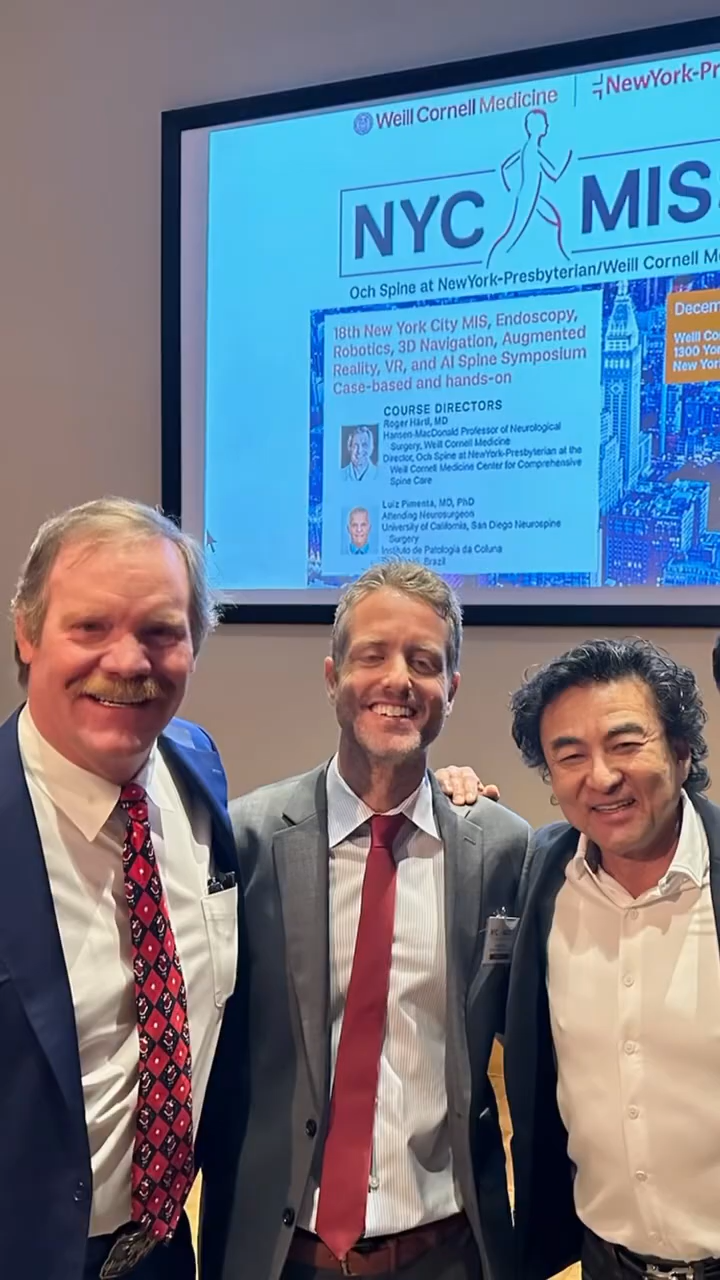 Weill Cornell Medicine
NewYork-Pr
NYC MIS
Och Spine at NewYork-Presbyterian/Weill Cornell Me
18th New York City MIS, Endoscopy,
Robotics, 3D Navigation, Augmented
Reality, VR, and AI Spine Symposium
Case-based and hands-on
Decem
Weill Co
1300 Yor
New Yor
COURSE DIRECTORS
Roger Härtl, MD
Hansen-MacDonald Professor of Neurological
Surgery, Weill Cornell Medicine
Director, Och Spine at NewYork-Presbyterian at the
Weill Cornell Medicine Center for Comprehensive
Spine Care
Luiz Pimenta, MD, PhD
Attending Neurosurgeon
University of California, San Diego Neurospine
Surgery
Instituto de Patologia da Coluna
Brazil